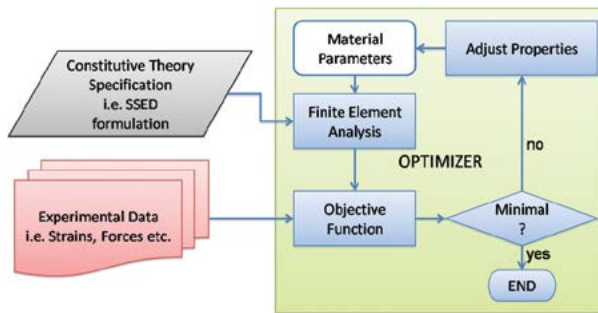 Constitutive Theory
Specification
i.e. SSED
formulation
Experimental Data
i.e. Strains, Forces etc.
Material
Parameters
Adjust Properties
Finite Element
Analysis
OPTIMIZER
no
Objective
Function
Minimal
?
yes
END